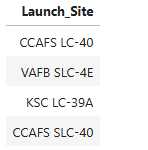 Launch_Site
CCAFS LC-40
VAFB SLC-4E
KSC LC-39A
CCAFS SLC-40